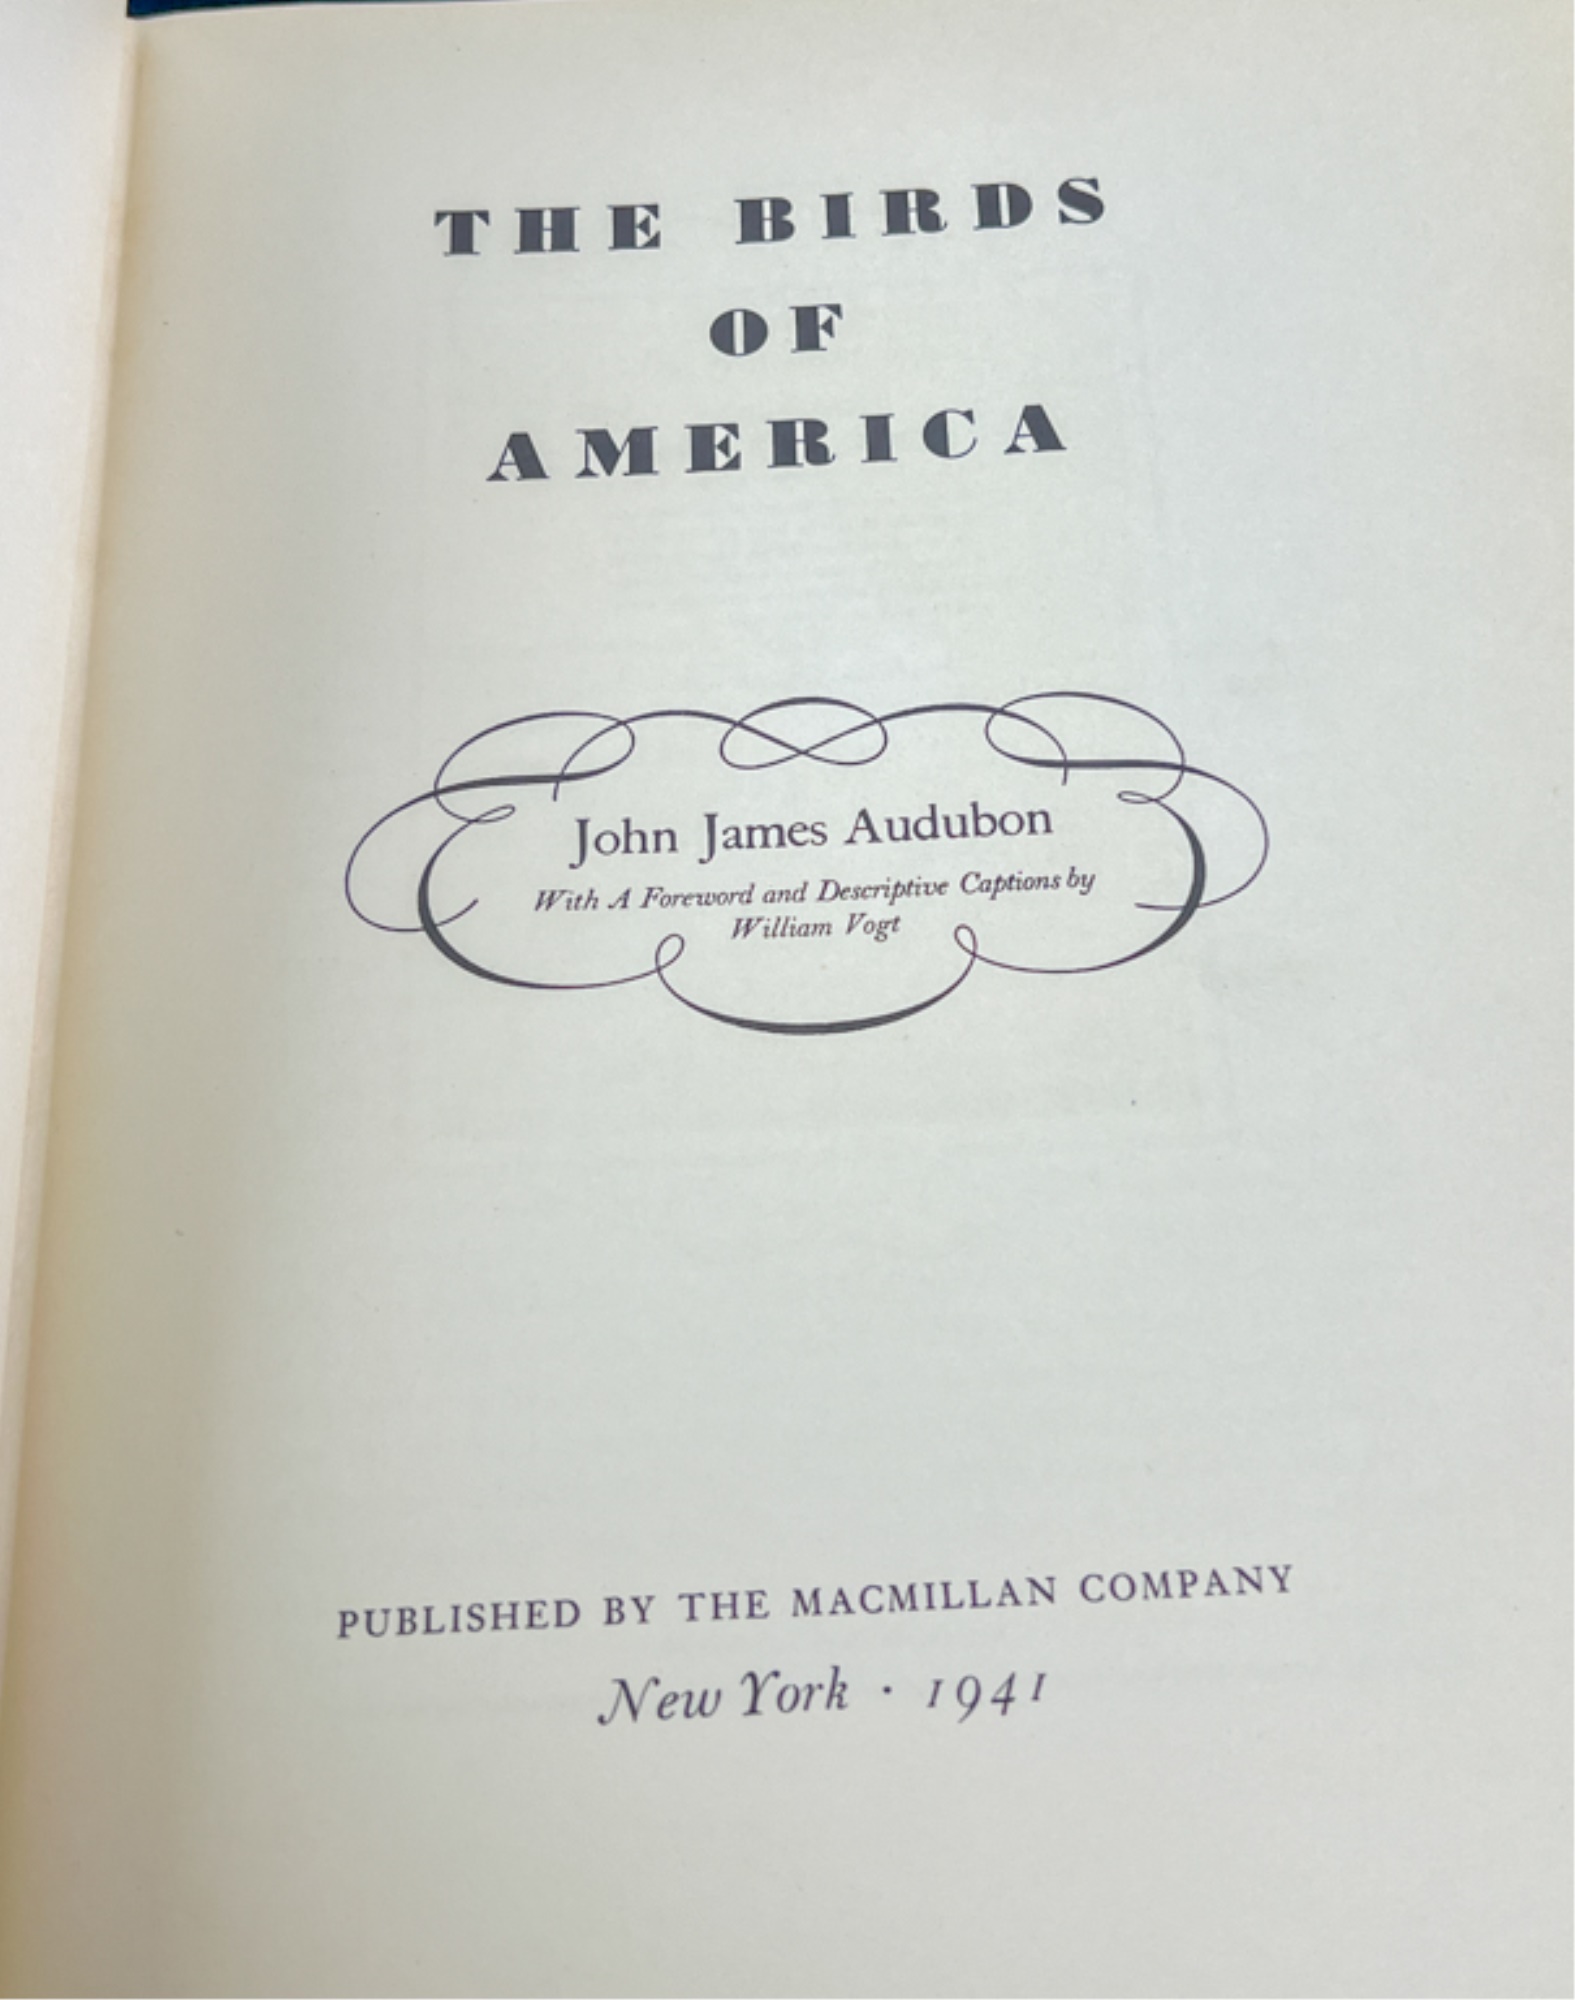 THE BIRDS
OF
AMERICA
John James Audubon
With A Foreword and Descriptive Captions by
William Vogt
PUBLISHED BY THE MACMILLAN COMPANY
New York · 1941